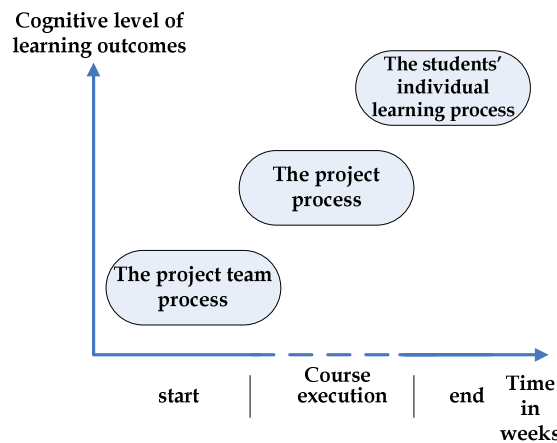 Cognitive level of
learning outcomes
The students’
individual
learning process
The project
process
The project team
process
start
Course
execution
end
Time
in
weeks